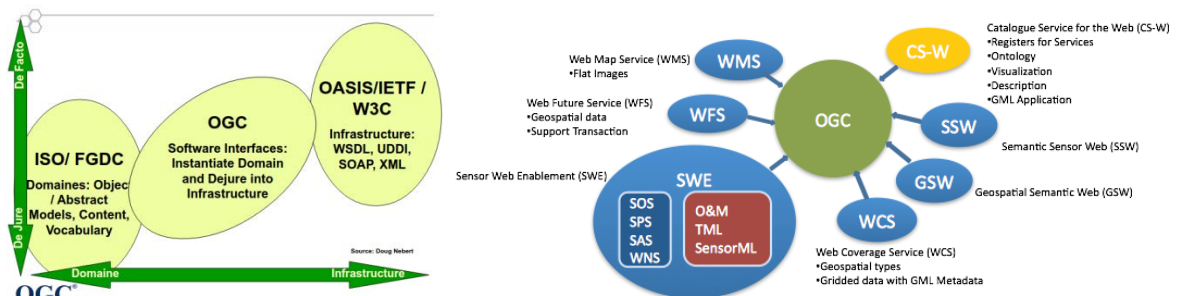 De Facto
De Jure
ISO/ FGDC
Domaines: Objec
/ Abstract
Models, Content,
Vocabulary
OGC
Software Interfaces:
Instantiate Domain
and Dejure into
Infrastructure
OASIS/IETF /
W3C
Infrastructure:
WSDL, UDDI,
SOAP, XML
Source: Doug Nebert
Domaine
Infrastructure
OGC®
Web Map Service (WMS)
•Flat Images
WMS
Web Future Service (WFS)
•Geospatial data
•Support Transaction
WFS
Sensor Web Enablement (SWE)
SWE
SOS
SPS
SAS
WNS
O&M
TML
SensorML
OGC
CS-W
Catalogue Service for the Web (CS-W)
•Registers for Services
•Ontology
•Visualization
•Description
•GML Application
SSW
Semantic Sensor Web (SSW)
GSW
Geospatial Semantic Web (GSW)
WCS
Web Coverage Service (WCS)
•Geospatial types
•Gridded data with GML Metadata